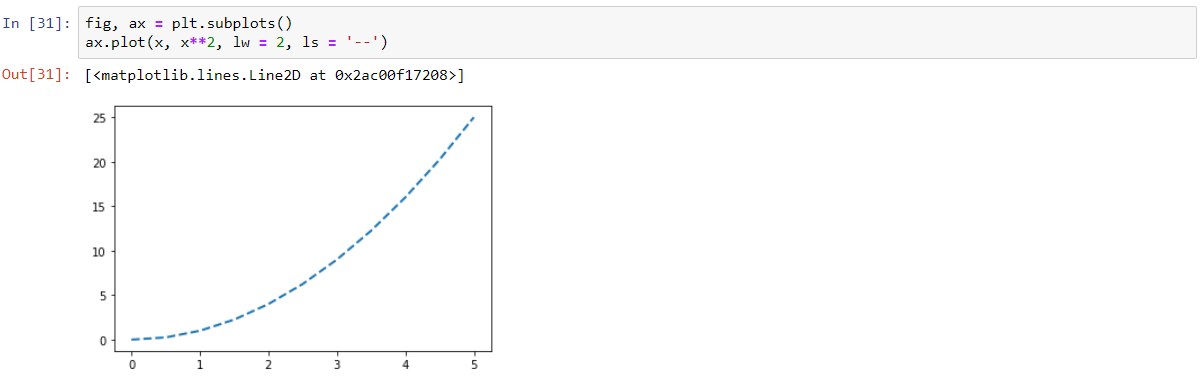 In [31]: fig, ax = plt.subplots()
ax.plot(x, x**2, lw = 2, ls = '--')
Out[31]: [<matplotlib.lines.Line2D at 0x2ac00f17208>]
25
20
15
10
5
0
0 1 2 3 4 5